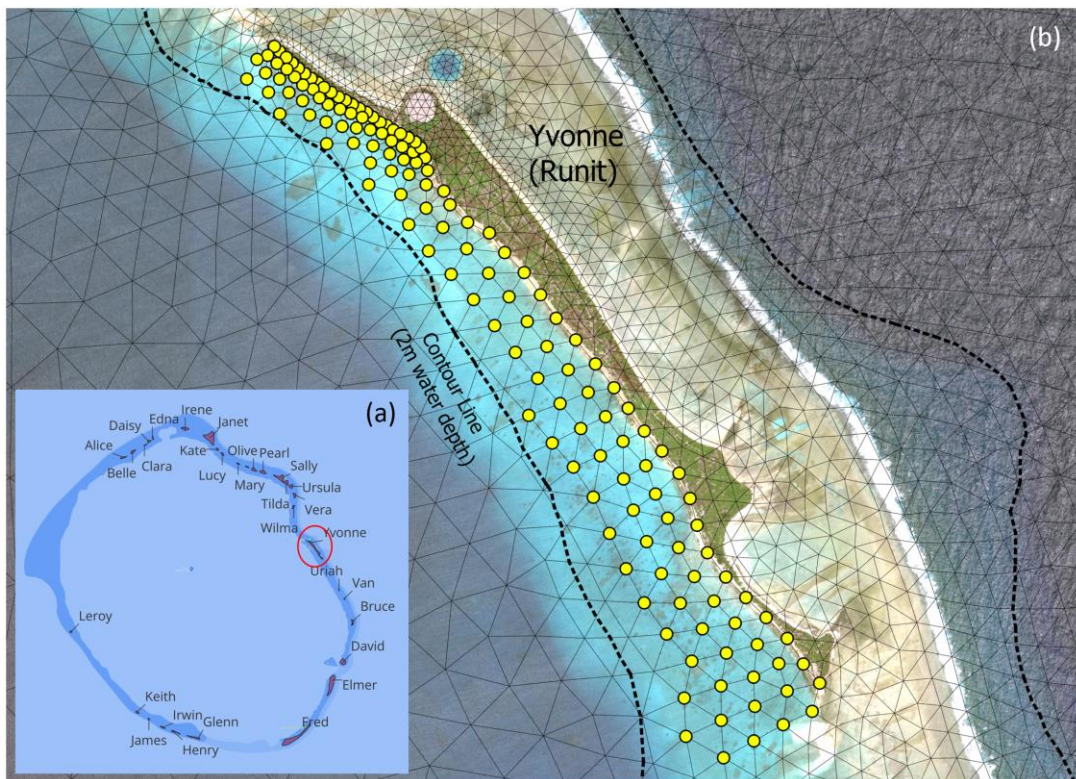 (b)
Yvonne
(Runit)
Contour Line
(2m water depth)
(a)
Irene
Edna
Janet
Daisy
Alice
Kate
Olive Pearl
Clara
Belle
Lucy
Mary
Sally
Ursula
Tilda
Vera
Wilma
Yvonne
Uriah
Van
Bruce
Leroy
David
Elmer
Keith
Irwin
Glenn
Fred
James
Henry